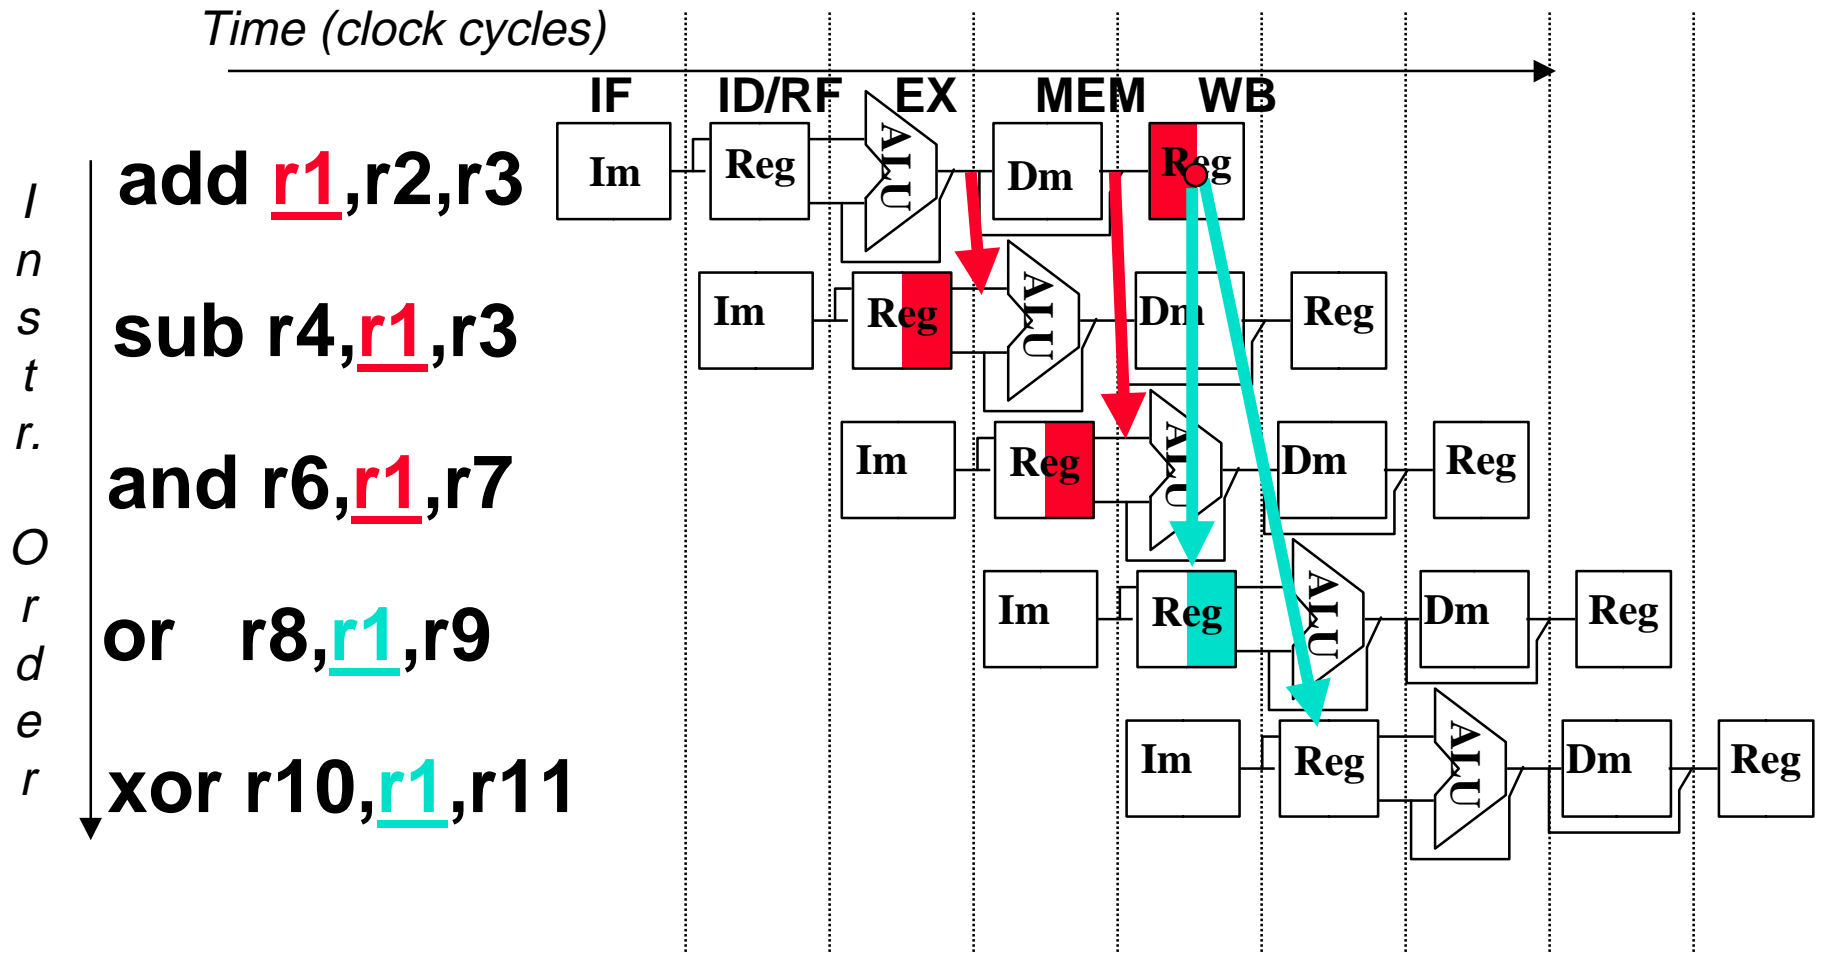 Time (clock cycles)
IF ID/RF EX MEM WB
Instr. Order
add r1,r2,r3
Im Reg ALU Dm Reg
sub r4,r1,r3
Im Reg ALU Dm Reg
and r6,r1,r7
Im Reg ALU Dm Reg
or r8,r1,r9
Im Reg ALU Dm Reg
xor r10,r1,r11
Im Reg ALU Dm Reg